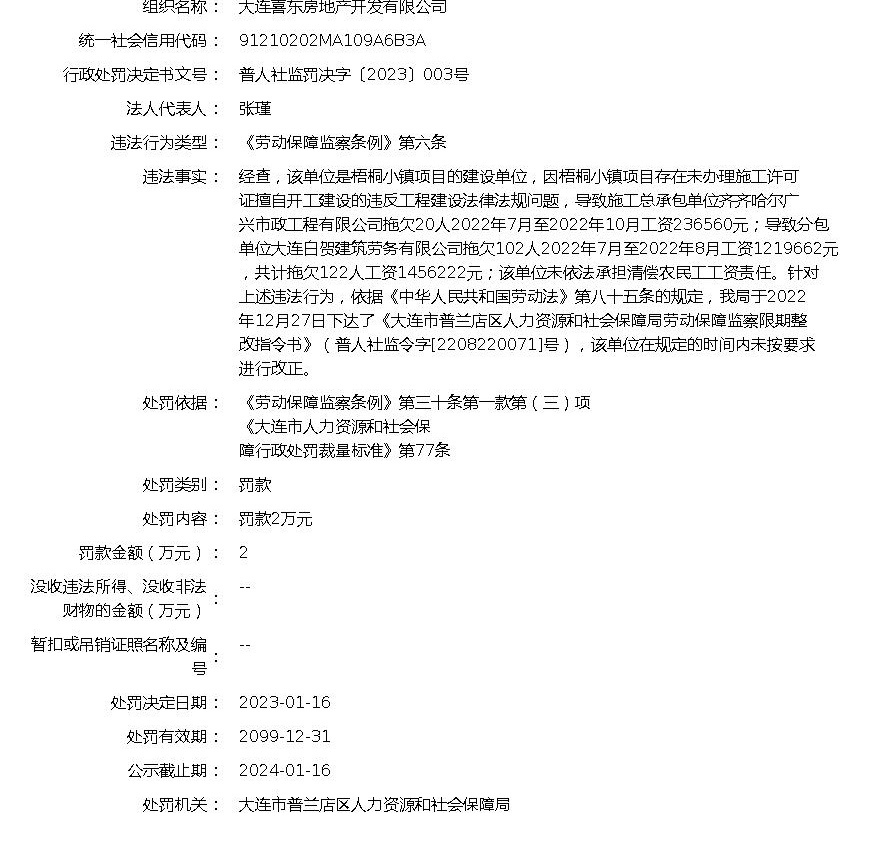 组织名称： 大连喜东房地产开发有限公司
统一社会信用代码： 91210202MA109A6B3A
行政处罚决定书文号： 普人社监罚决字〔2023〕003号
法人代表人： 张瑾
违法行为类型： 《劳动保障监察条例》第六条
违法事实： 经查，该单位是梧桐小镇项目的建设单位，因梧桐小镇项目存在未办理施工许可
证擅自开工建设的违反工程建设法律法规问题，导致施工总承包单位齐齐哈尔广
兴市政工程有限公司拖欠20人2022年7月至2022年10月工资236560元；导致分包
单位大连白贺建筑劳务有限公司拖欠102人2022年7月至2022年8月工资1219662元
，共计拖欠122人工资1456222元；该单位未依法承担清偿农民工工资责任。针对
上述违法行为，依据《中华人民共和国劳动法》第八十五条的规定，我局于2022
年12月27日下达了《大连市普兰店区人力资源和社会保障局劳动保障监察限期整
改指令书》（普人社监令字[2208220071]号），该单位在规定的时间内未按要求
进行改正。
处罚依据： 《劳动保障监察条例》第三十条第一款第（三）项
《大连市人力资源和社会保
障行政处罚裁量标准》第77条
处罚类别： 罚款
处罚内容： 罚款2万元
罚款金额（万元）： 2
没收违法所得、没收非法
财物的金额（万元）： --
暂扣或吊销证照名称及编
号： --
处罚决定日期： 2023-01-16
处罚有效期： 2099-12-31
公示截止期： 2024-01-16
处罚机关： 大连市普兰店区人力资源和社会保障局